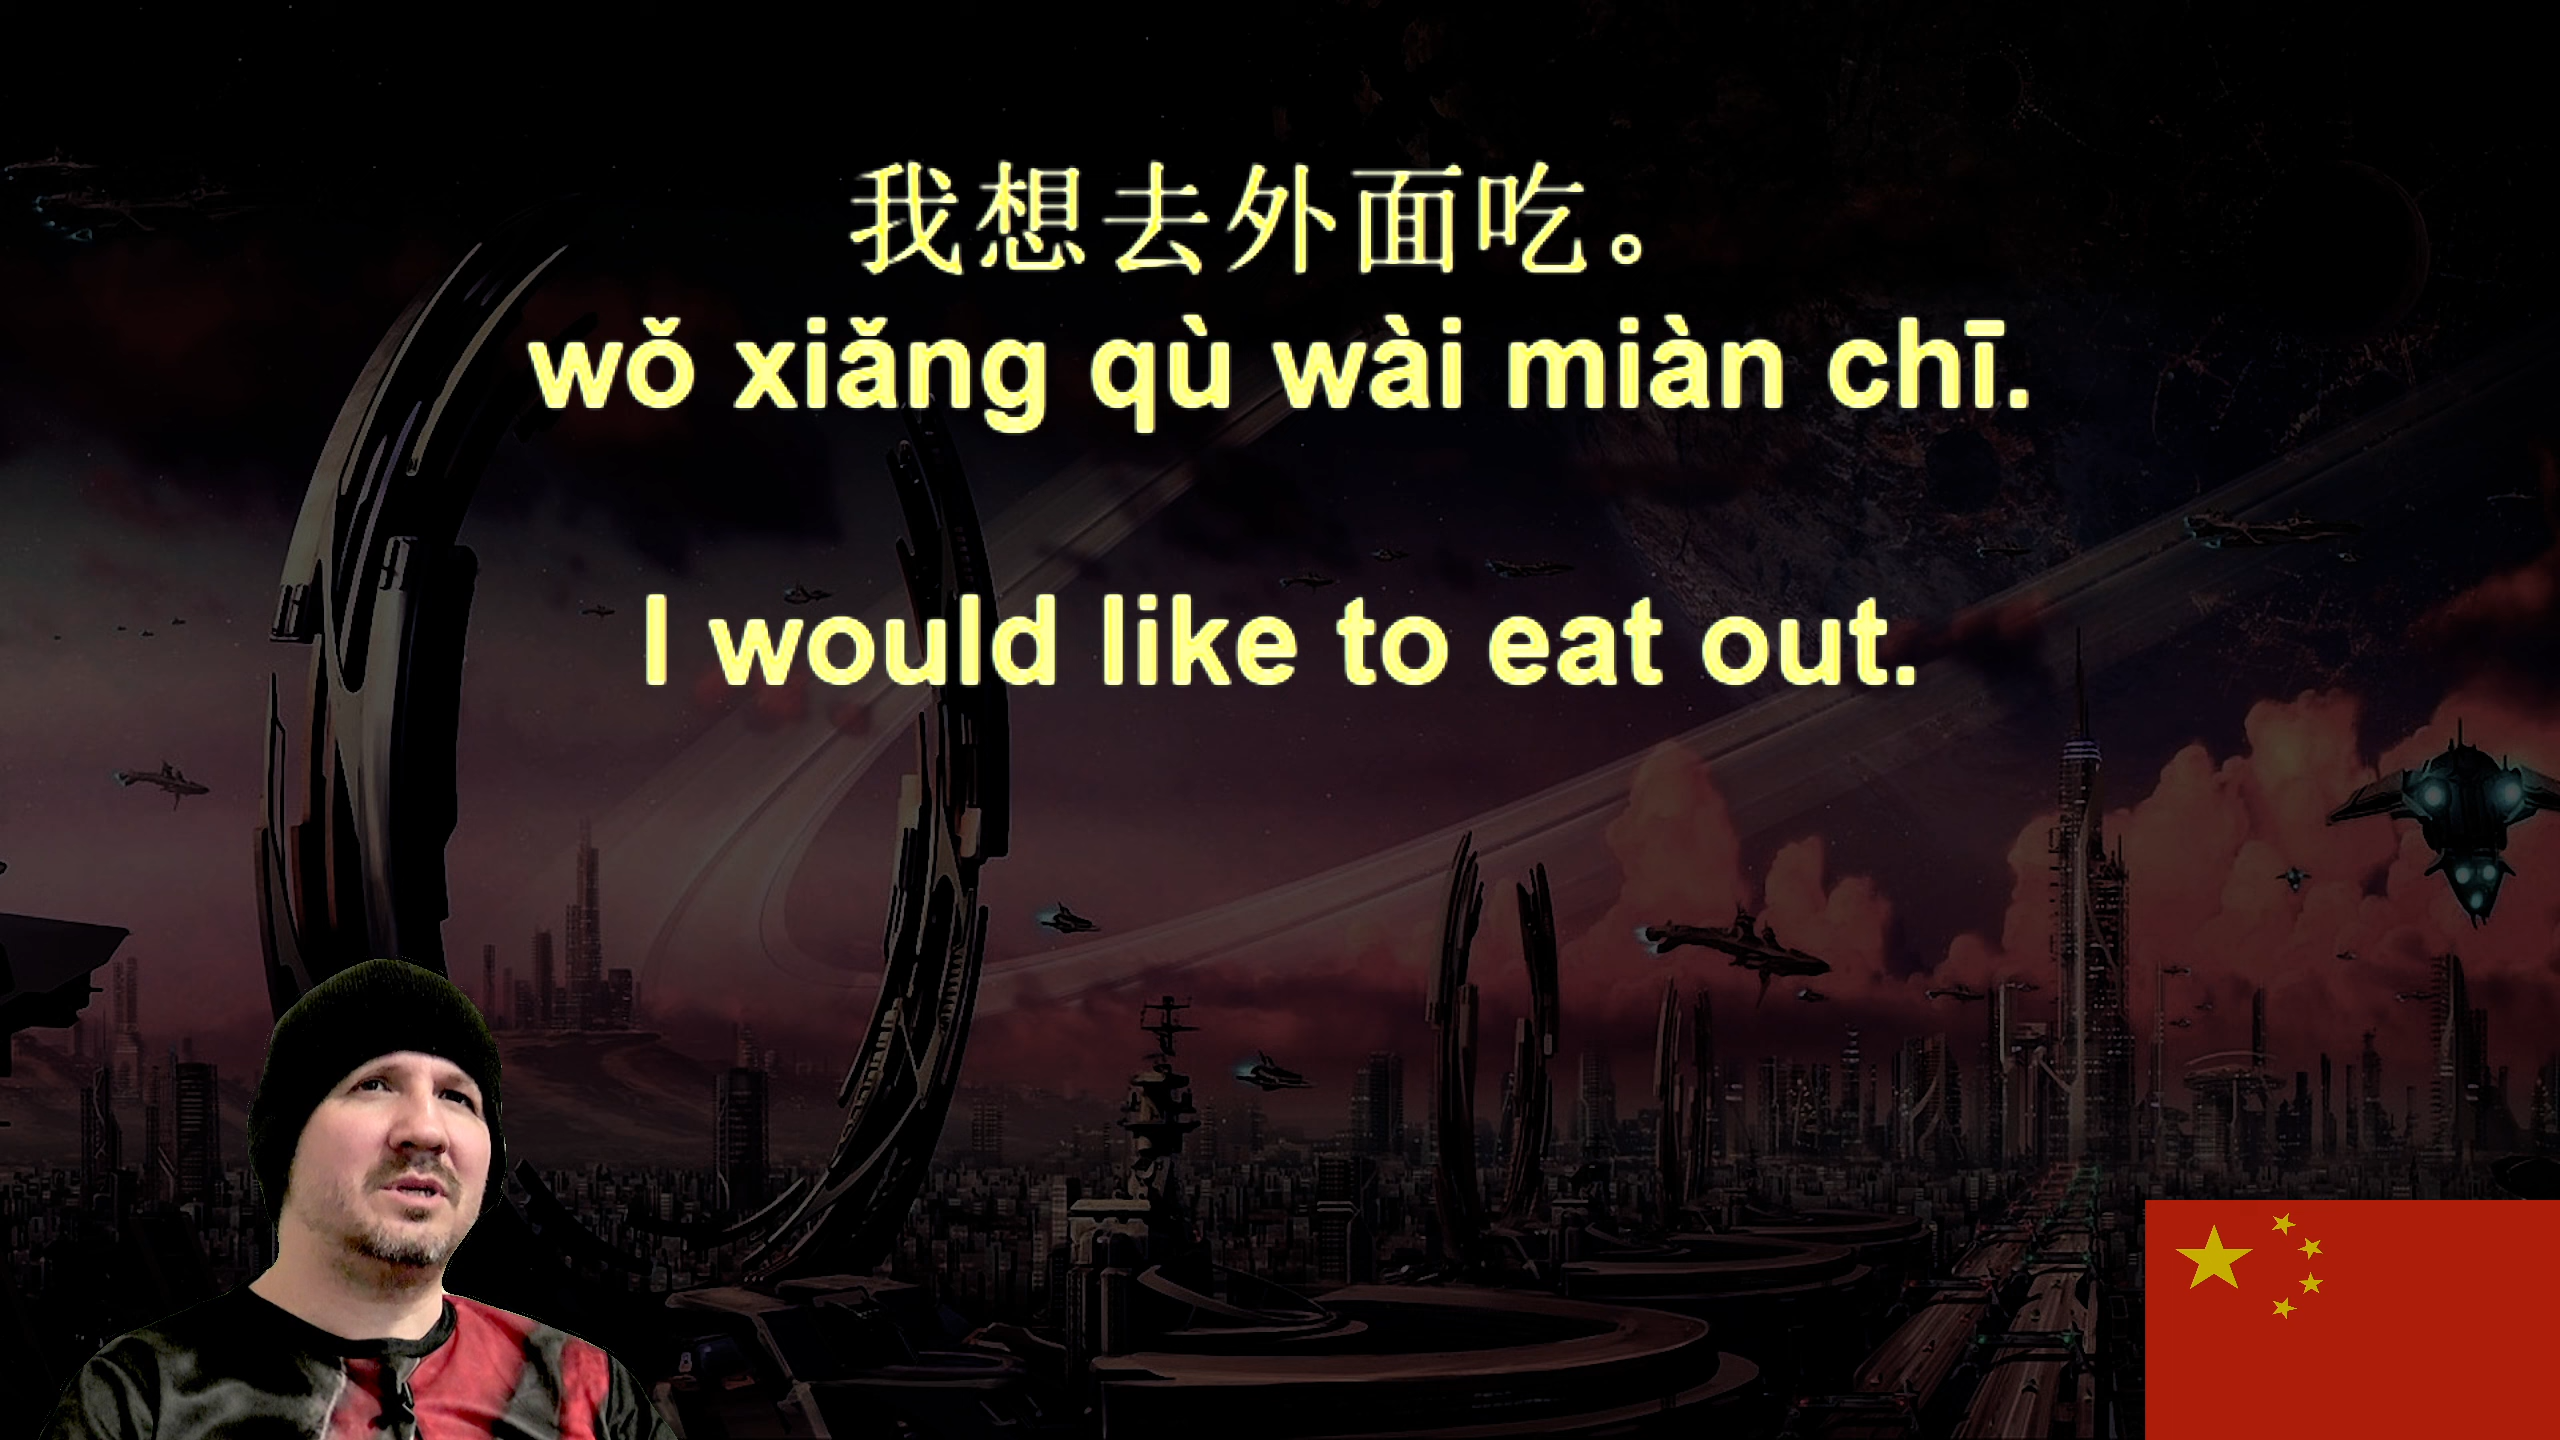 我想去外面吃。
wǒ xiǎng qù wài miàn chī.
I would like to eat out.